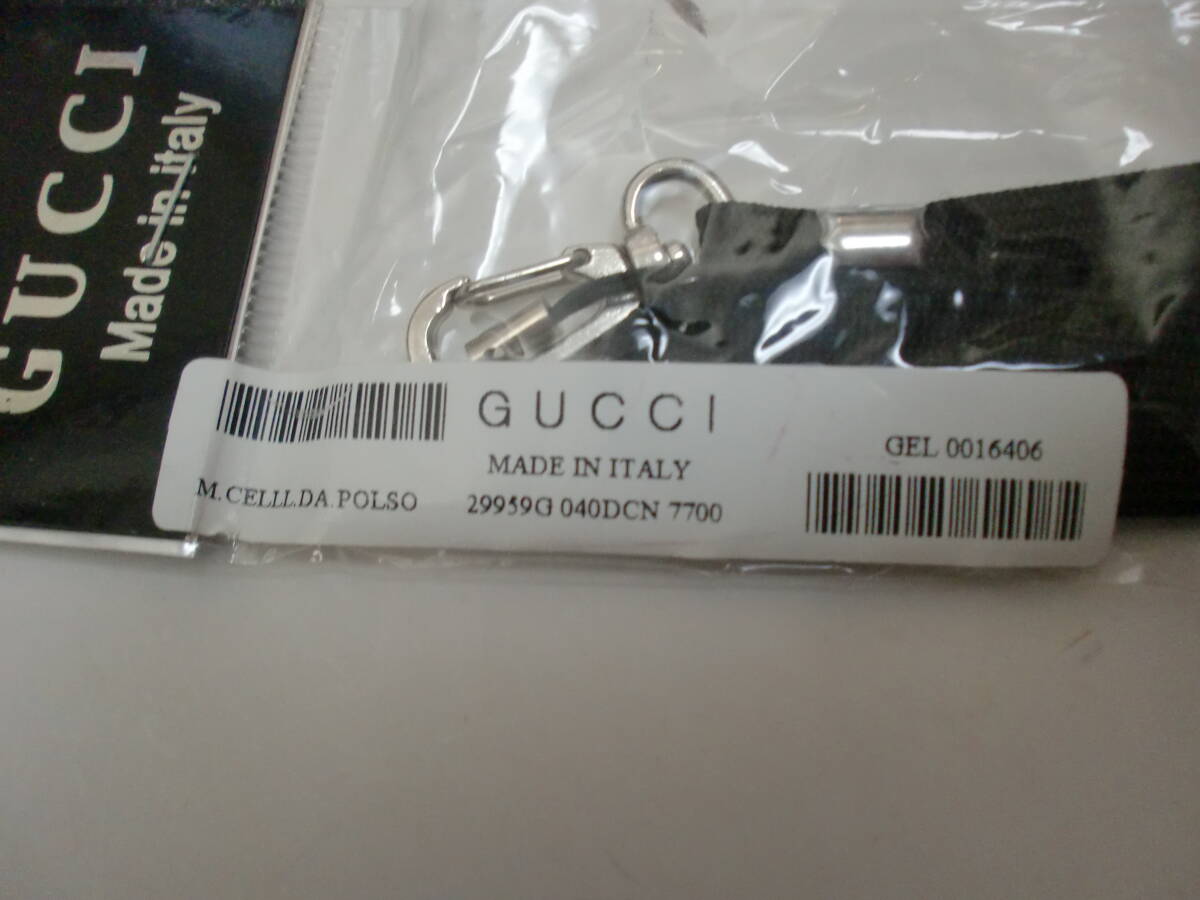 GUCCI
Made in italy
GUCCI
MADE IN ITALY
M.CELLL.DA.POLSO
29959G 040DCN 7700
GEL 0016406